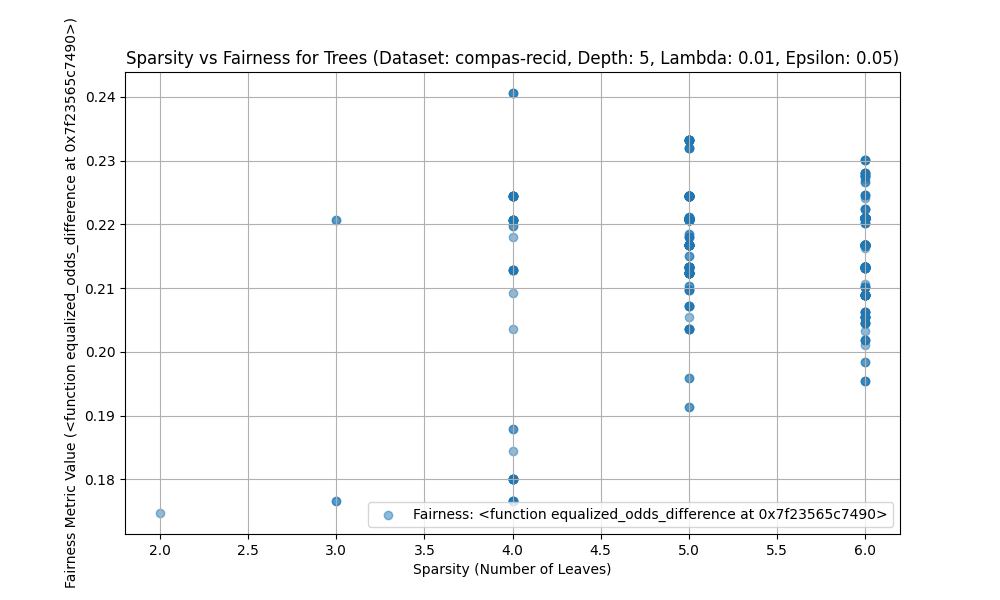 Sparsity vs Fairness for Trees (Dataset: compas-recid, Depth: 5, Lambda: 0.01, Epsilon: 0.05)
Fairness Metric Value (<function equalized_odds_difference at 0x7f23565c7490>)
0.24
0.23
0.22
0.21
0.20
0.19
0.18
Fairness: <function equalized_odds_difference at 0x7f23565c7490>
2.0 2.5 3.0 3.5 4.0 4.5 5.0 5.5 6.0
Sparsity (Number of Leaves)